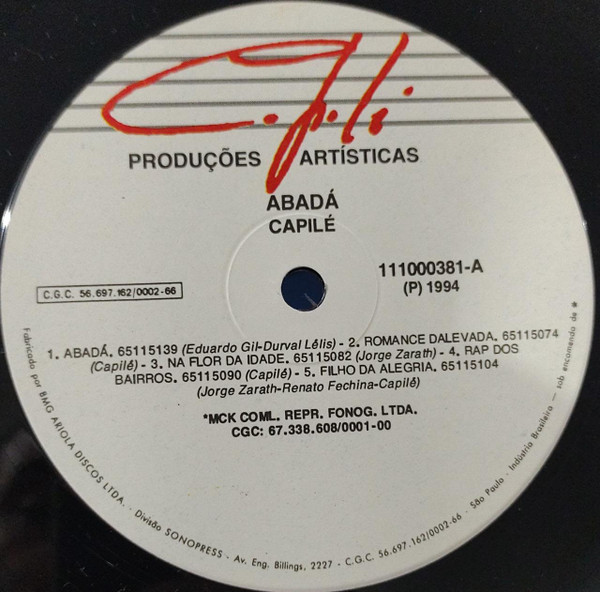 C.p.li
PRODUÇÕES ARTÍSTICAS
ABADÁ
CAPILÉ
111000381-A
(P) 1994
C.G.C. 56.697.162/0002-66
1. ABADÁ. 65115139 (Eduardo Gil-Durval Lélis) - 2. ROMANCE DALEVADA. 65115074
(Capilé) - 3. NA FLOR DA IDADE. 65115082 (Jorge Zarath) - 4. RAP DOS
BAIRROS. 65115090 (Capilé) - 5. FILHO DA ALEGRIA. 65115104
(Jorge Zarath-Renato Fechina-Capilé)
*MCK COML. REPR. FONOG. LTDA.
CGC: 67.338.608/0001-00
Fabricado por BMG ARIOLA DISCOS LTDA. - Divisão SONOPRESS - Av. Eng. Billings, 2227 - C.G.C. 56.697.162/0002-66 - São Paulo - Indústria Brasileira — sob encomenda de *